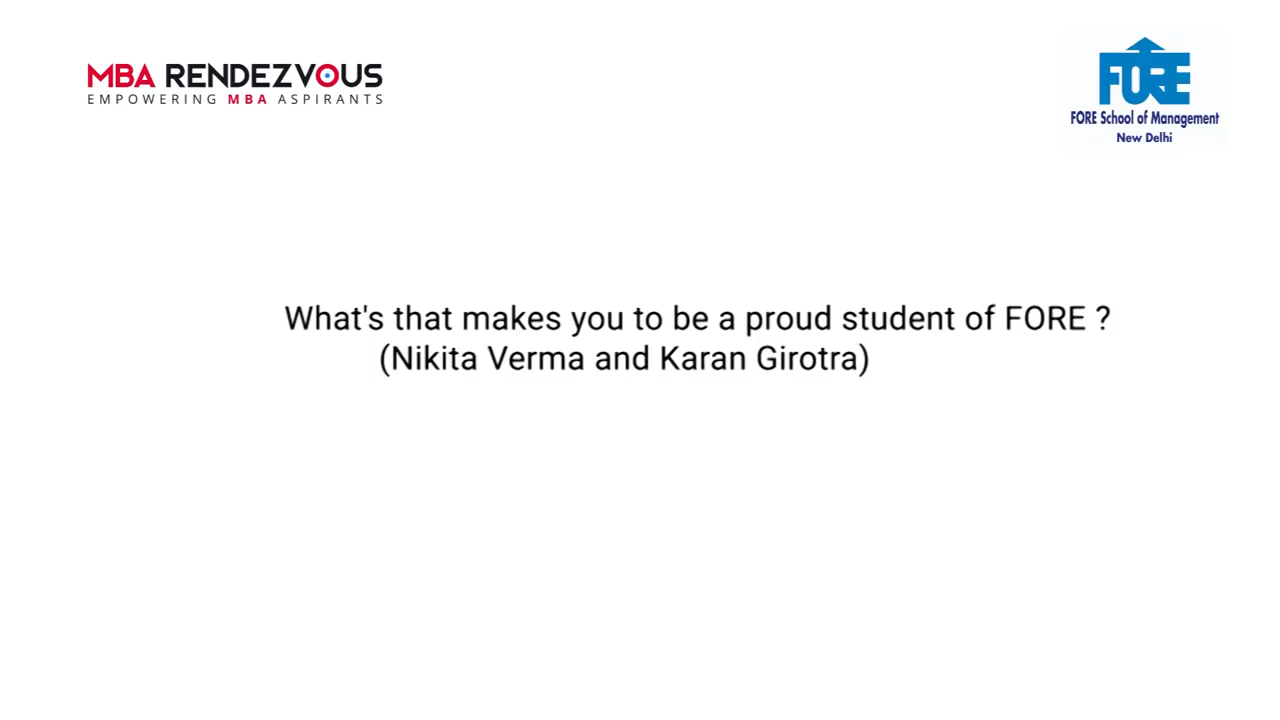 MBA RENDEZVOUS
EMPOWERING MBA ASPIRANTS
FORE
FORE School of Management
New Delhi
What's that makes you to be a proud student of FORE ?
(Nikita Verma and Karan Girotra)